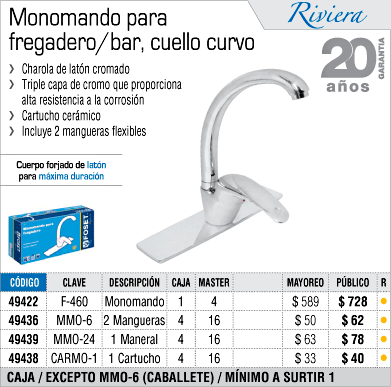 Monomando para
fregadero/bar, cuello curvo
Riviera
20
años
GARANTIA
› Charola de latón cromado
› Triple capa de cromo que proporciona
alta resistencia a la corrosión
› Cartucho cerámico
› Incluye 2 mangueras flexibles
Cuerpo forjado de latón
para máxima duración
Monomando para
fregadero
FOSET
CÓDIGO CLAVE DESCRIPCIÓN CAJA MASTER MAYOREO PÚBLICO R
49422 F-460 Monomando 1 4 $ 589 $ 728
49436 MMO-6 2 Mangueras 4 16 $ 50 $ 62
49439 MMO-24 1 Maneral 4 16 $ 63 $ 78
49438 CARMO-1 1 Cartucho 4 16 $ 33 $ 40
CAJA / EXCEPTO MMO-6 (CABALLETE) / MÍNIMO A SURTIR 1